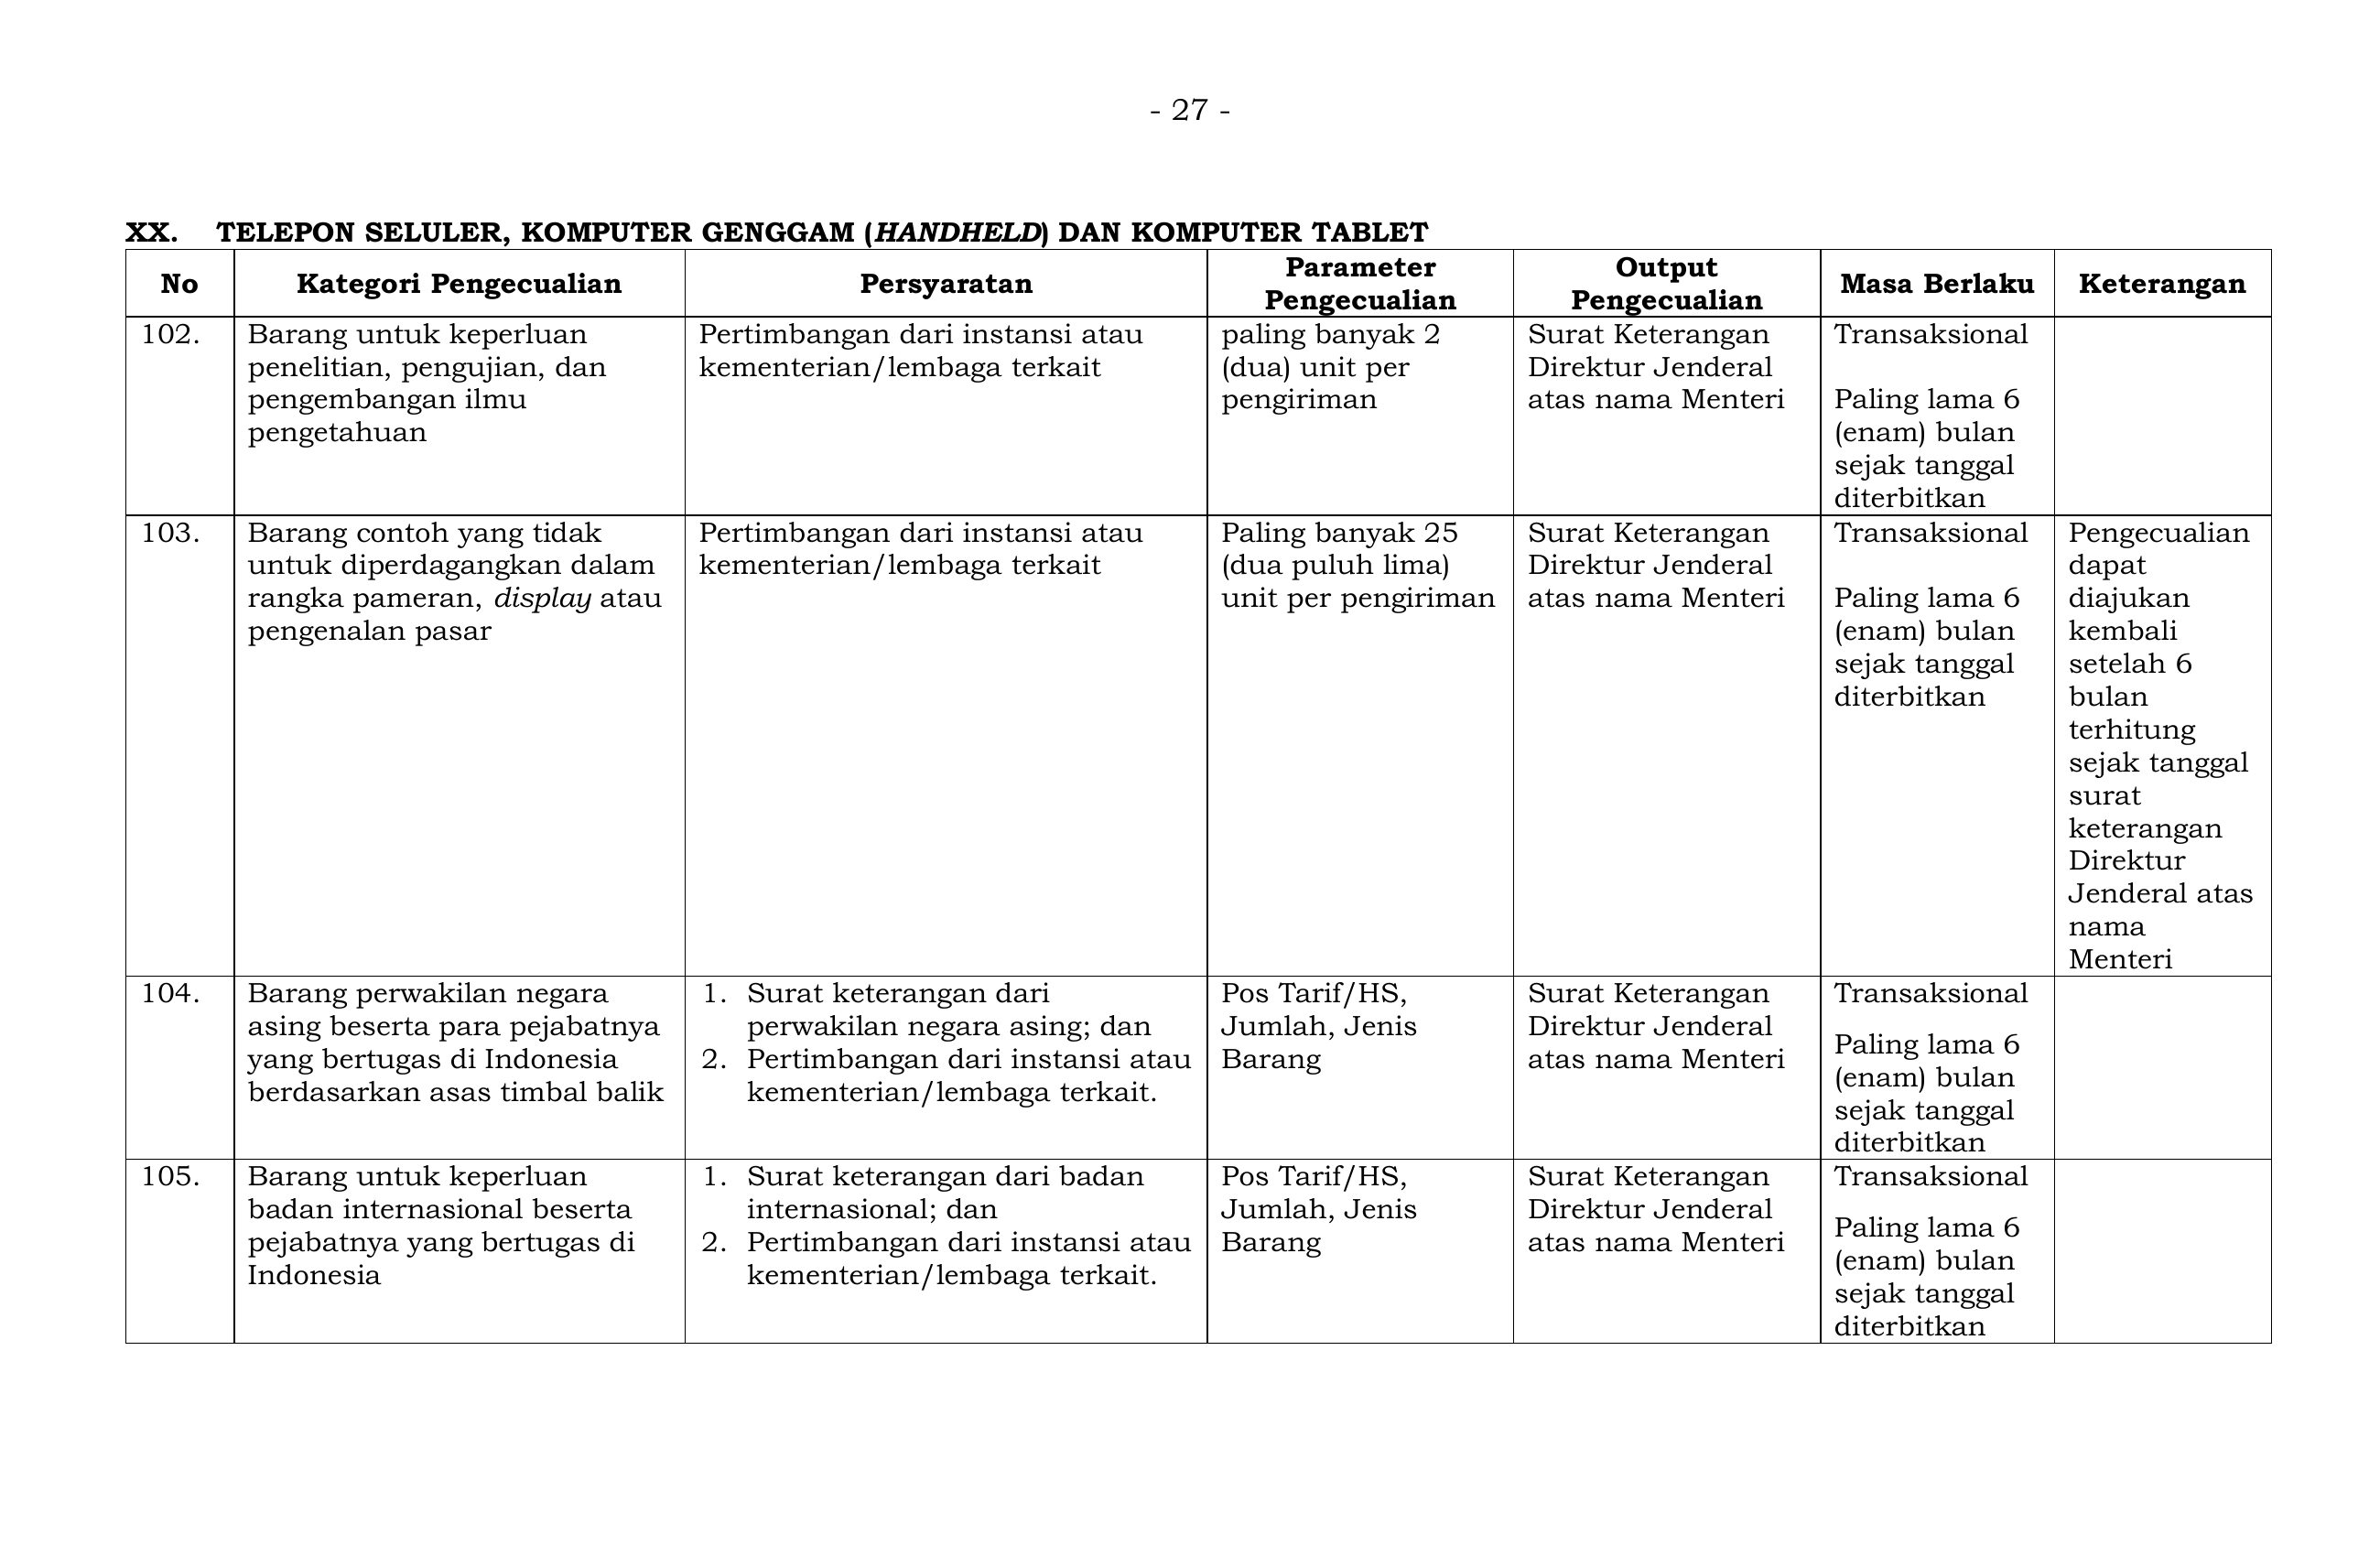 - 27 -
XX. TELEPON SELULER, KOMPUTER GENGGAM (HANDHELD) DAN KOMPUTER TABLET
No
Kategori Pengecualian
Persyaratan
Parameter
Pengecualian
Output
Pengecualian
Masa Berlaku
Keterangan
102.
Barang untuk keperluan
penelitian, pengujian, dan
pengembangan ilmu
pengetahuan
Pertimbangan dari instansi atau
kementerian/lembaga terkait
paling banyak 2
(dua) unit per
pengiriman
Surat Keterangan
Direktur Jenderal
atas nama Menteri
Transaksional
Paling lama 6
(enam) bulan
sejak tanggal
diterbitkan
103.
Barang contoh yang tidak
untuk diperdagangkan dalam
rangka pameran, display atau
pengenalan pasar
Pertimbangan dari instansi atau
kementerian/lembaga terkait
Paling banyak 25
(dua puluh lima)
unit per pengiriman
Surat Keterangan
Direktur Jenderal
atas nama Menteri
Transaksional
Paling lama 6
(enam) bulan
sejak tanggal
diterbitkan
Pengecualian
dapat
diajukan
kembali
setelah 6
bulan
terhitung
sejak tanggal
surat
keterangan
Direktur
Jenderal atas
nama
Menteri
104.
Barang perwakilan negara
asing beserta para pejabatnya
yang bertugas di Indonesia
berdasarkan asas timbal balik
1. Surat keterangan dari
perwakilan negara asing; dan
2. Pertimbangan dari instansi atau
kementerian/lembaga terkait.
Pos Tarif/HS,
Jumlah, Jenis
Barang
Surat Keterangan
Direktur Jenderal
atas nama Menteri
Transaksional
Paling lama 6
(enam) bulan
sejak tanggal
diterbitkan
105.
Barang untuk keperluan
badan internasional beserta
pejabatnya yang bertugas di
Indonesia
1. Surat keterangan dari badan
internasional; dan
2. Pertimbangan dari instansi atau
kementerian/lembaga terkait.
Pos Tarif/HS,
Jumlah, Jenis
Barang
Surat Keterangan
Direktur Jenderal
atas nama Menteri
Transaksional
Paling lama 6
(enam) bulan
sejak tanggal
diterbitkan